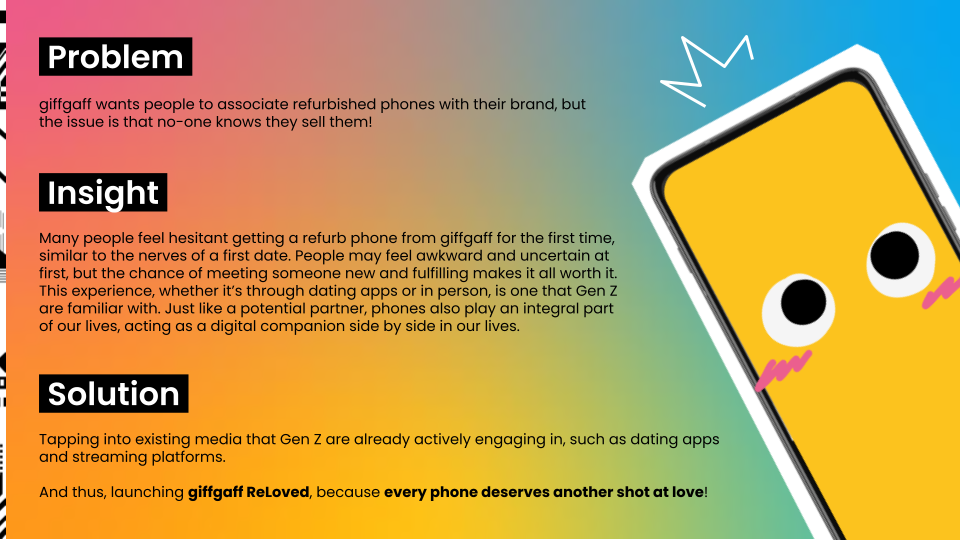 Problem
giffgaff wants people to associate refurbished phones with their brand, but
the issue is that no-one knows they sell them!
Insight
Many people feel hesitant getting a refurb phone from giffgaff for the first time,
similar to the nerves of a first date. People may feel awkward and uncertain at
first, but the chance of meeting someone new and fulfilling makes it all worth it.
This experience, whether it’s through dating apps or in person, is one that Gen Z
are familiar with. Just like a potential partner, phones also play an integral part
of our lives, acting as a digital companion side by side in our lives.
Solution
Tapping into existing media that Gen Z are already actively engaging in, such as dating apps
and streaming platforms.
And thus, launching giffgaff ReLoved, because every phone deserves another shot at love!